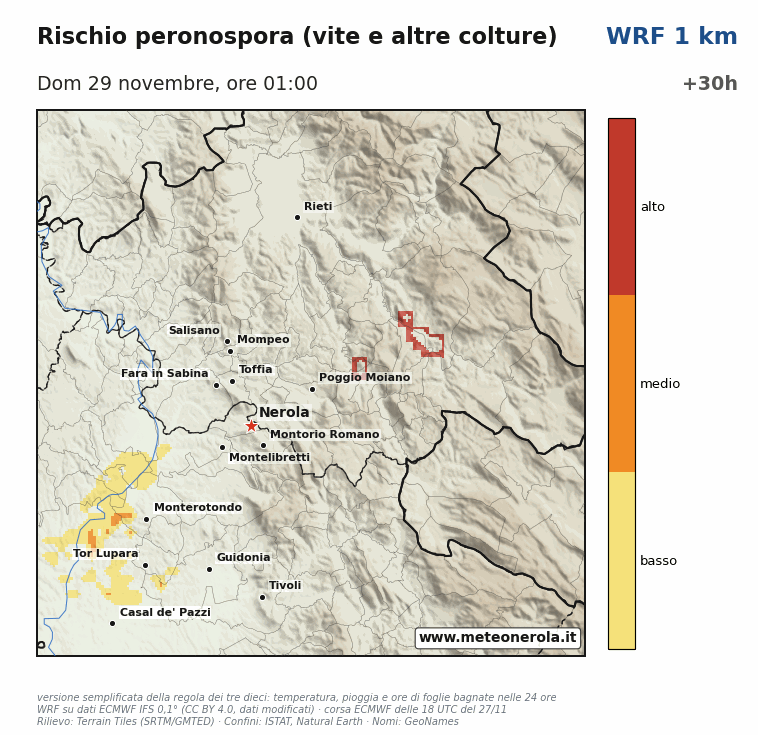 Rischio peronospora (vite e altre colture)
WRF 1 km
Dom 29 novembre, ore 01:00
+30h
alto
Rieti
Salisano
Mompeo
Fara in Sabina
Toffia
Poggio Moiano
medio
Nerola
Montorio Romano
Montelibretti
Monterotondo
Tor Lupara
Guidonia
basso
Tivoli
Casal de' Pazzi
www.meteonerola.it
versione semplificata della regola dei tre dieci: temperatura, pioggia e ore di foglie bagnate nelle 24 ore
WRF su dati ECMWF IFS 0,1° (CC BY 4.0, dati modificati) · corsa ECMWF delle 18 UTC del 27/11
Rilievo: Terrain Tiles (SRTM/GMTED) · Confini: ISTAT, Natural Earth · Nomi: GeoNames